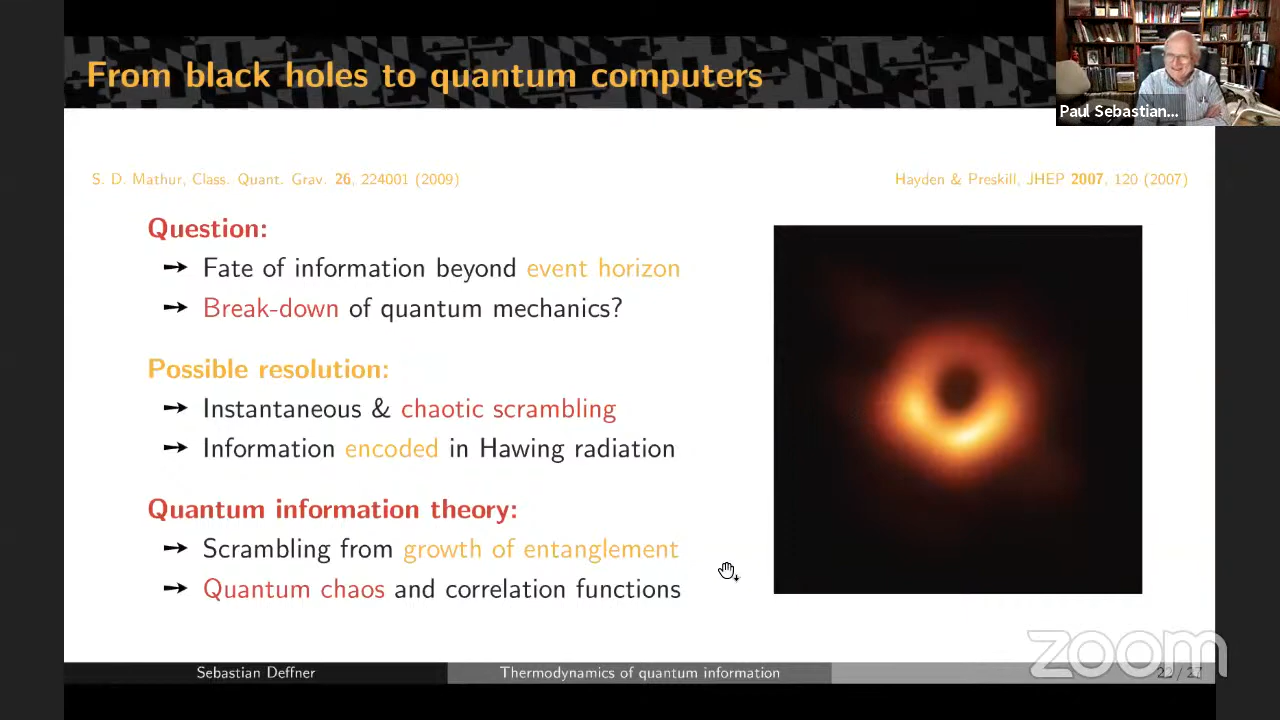 From black holes to quantum computers
Paul Sebastian...
S. D. Mathur, Class. Quant. Grav. 26, 224001 (2009)
Hayden & Preskill, JHEP 2007, 120 (2007)
Question:
➙ Fate of information beyond event horizon
➙ Break-down of quantum mechanics?
Possible resolution:
➙ Instantaneous & chaotic scrambling
➙ Information encoded in Hawing radiation
Quantum information theory:
➙ Scrambling from growth of entanglement
➙ Quantum chaos and correlation functions
zoom
Sebastian Deffner
Thermodynamics of quantum information
22 / 27